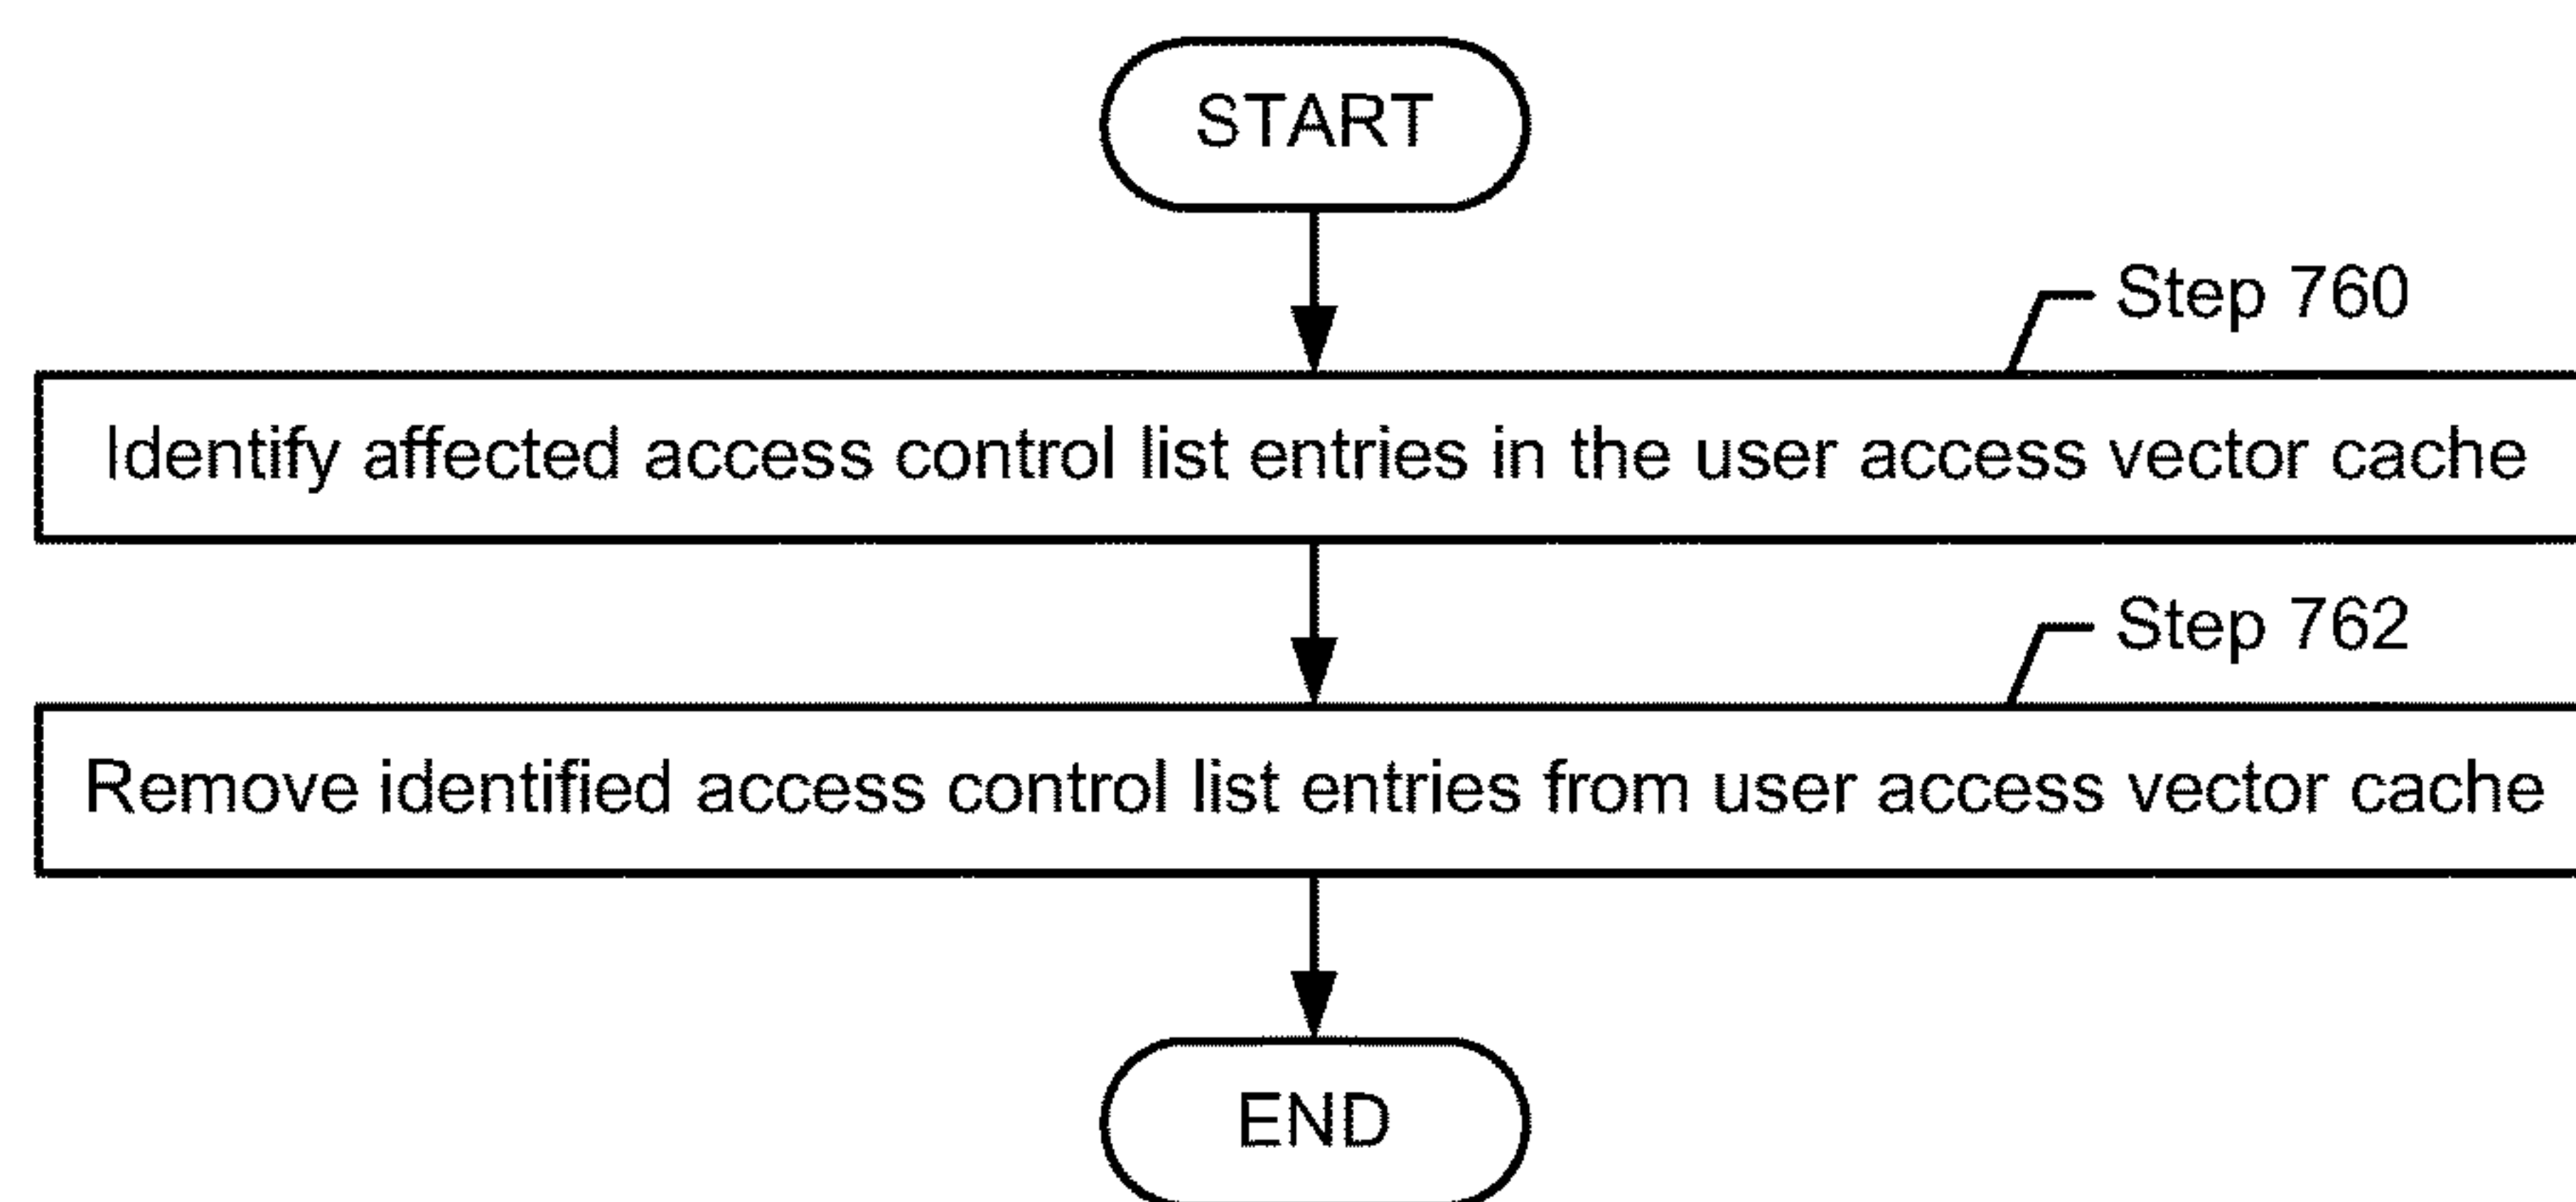 START
Step 760
Identify affected access control list entries in the user access vector cache
Step 762
Remove identified access control list entries from user access vector cache
END